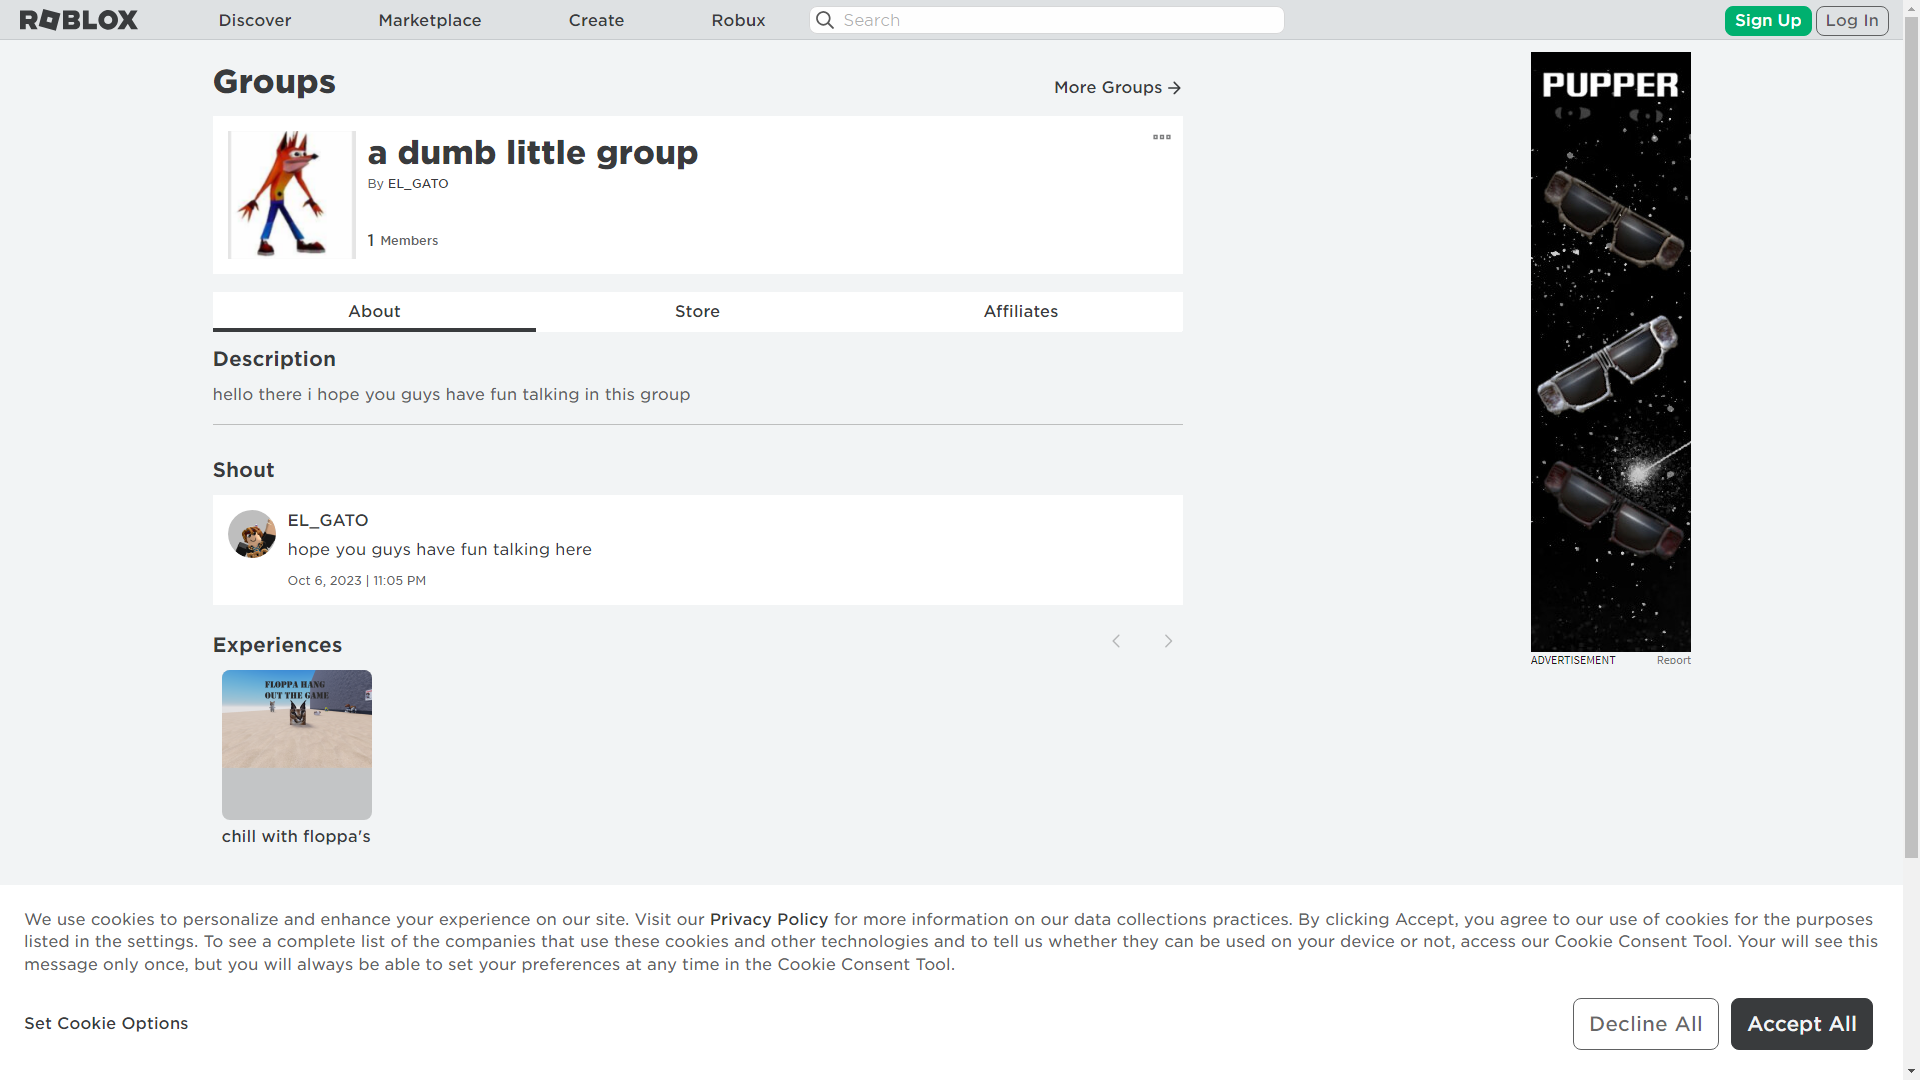 ROBLOX
Discover
Marketplace
Create
Robux
Search
Sign Up
Log In
Groups
More Groups
a dumb little group
By EL_GATO
1 Members
About
Store
Affiliates
Description
hello there i hope you guys have fun talking in this group
Shout
EL_GATO
hope you guys have fun talking here
Oct 6, 2023 | 11:05 PM
Experiences
FLOPPA HANG
OUT THE GAME
chill with floppa's
PUPPER
ADVERTISEMENT
Report
We use cookies to personalize and enhance your experience on our site. Visit our Privacy Policy for more information on our data collections practices. By clicking Accept, you agree to our use of cookies for the purposes
listed in the settings. To see a complete list of the companies that use these cookies and other technologies and to tell us whether they can be used on your device or not, access our Cookie Consent Tool. Your will see this
message only once, but you will always be able to set your preferences at any time in the Cookie Consent Tool.
Set Cookie Options
Decline All
Accept All